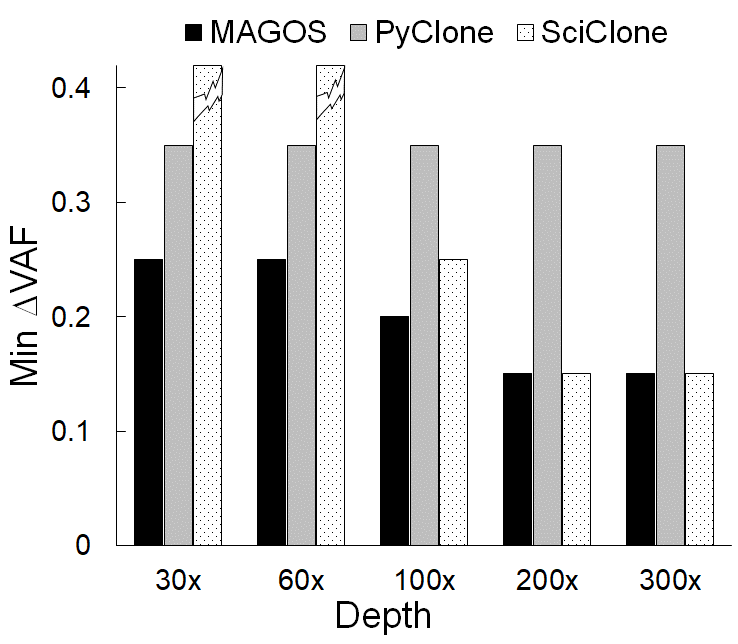 MAGOS PyClone SciClone
0.4
0.3
0.2
0.1
0
Min ΔVAF
30x 60x 100x 200x 300x
Depth